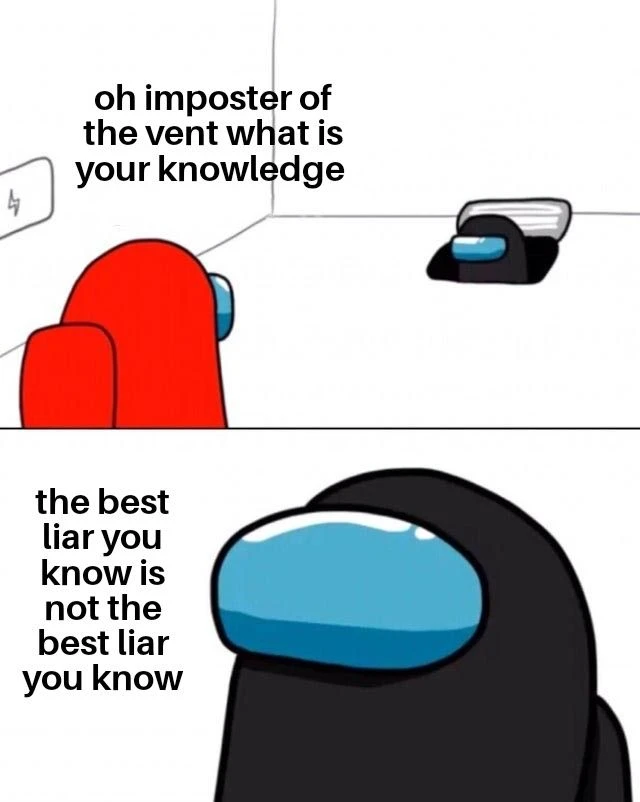 oh imposter of
the vent what is
your knowledge
the best
liar you
know is
not the
best liar
you know